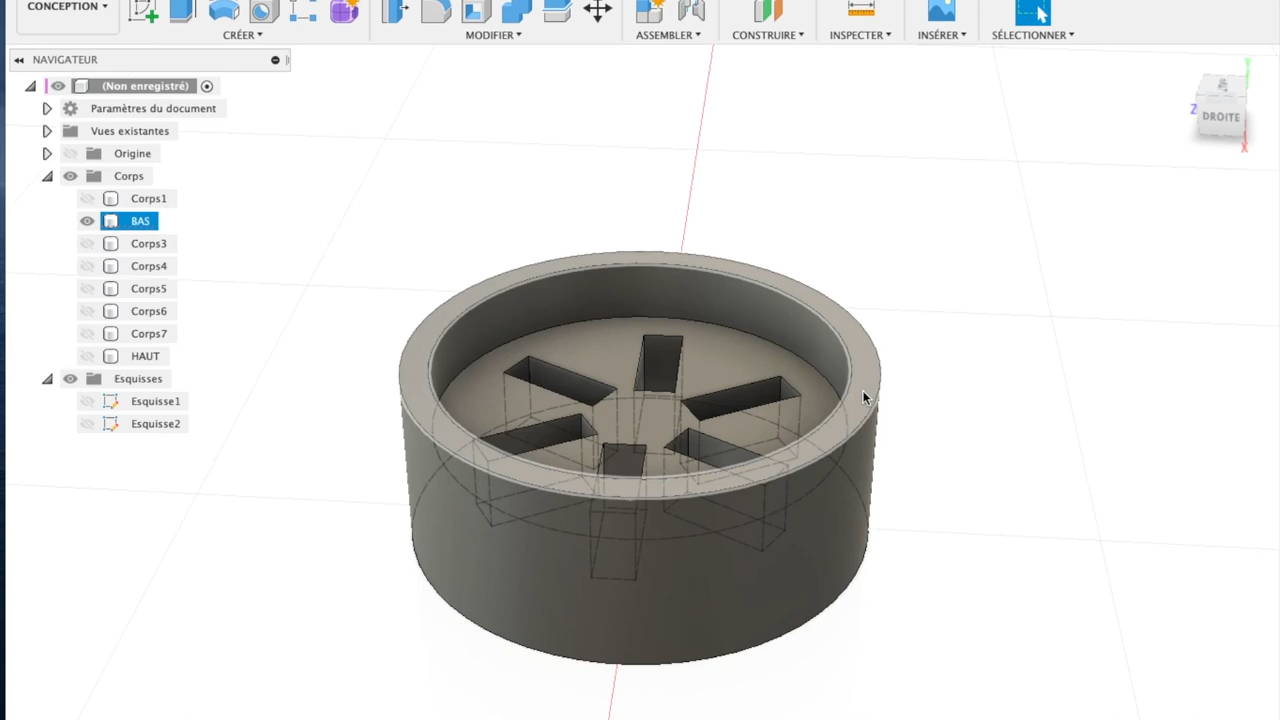 CONCEPTION ▾
CRÉER ▾
MODIFIER ▾
ASSEMBLER ▾
CONSTRUIRE ▾
INSPECTER ▾
INSÉRER ▾
SÉLECTIONNER ▾
NAVIGATEUR
(Non enregistré)
Paramètres du document
Vues existantes
Origine
Corps
Corps1
BAS
Corps3
Corps4
Corps5
Corps6
Corps7
HAUT
Esquisses
Esquisse1
Esquisse2
Z
DROITE
X